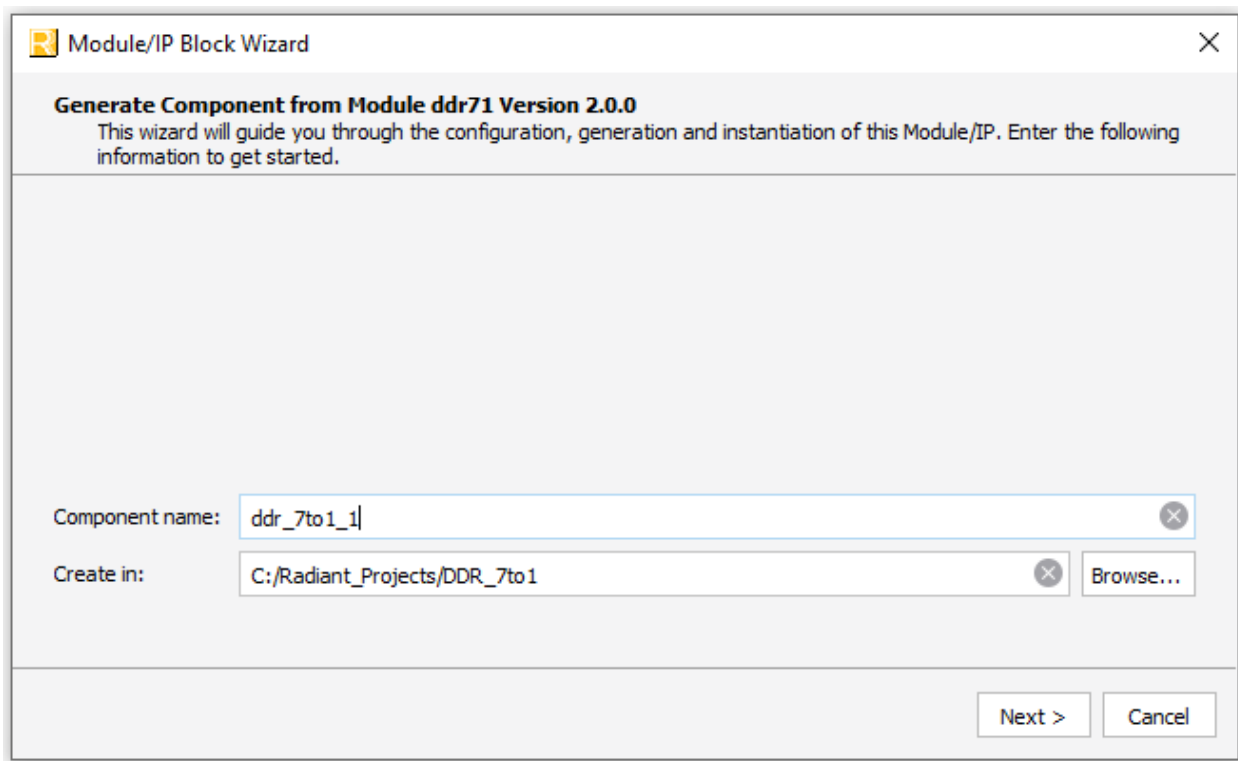 Module/IP Block Wizard
Generate Component from Module ddr71 Version 2.0.0
This wizard will guide you through the configuration, generation and instantiation of this Module/IP. Enter the following
information to get started.
Component name: ddr_7to1_1
Create in: C:/Radiant_Projects/DDR_7to1 Browse...
Next > Cancel